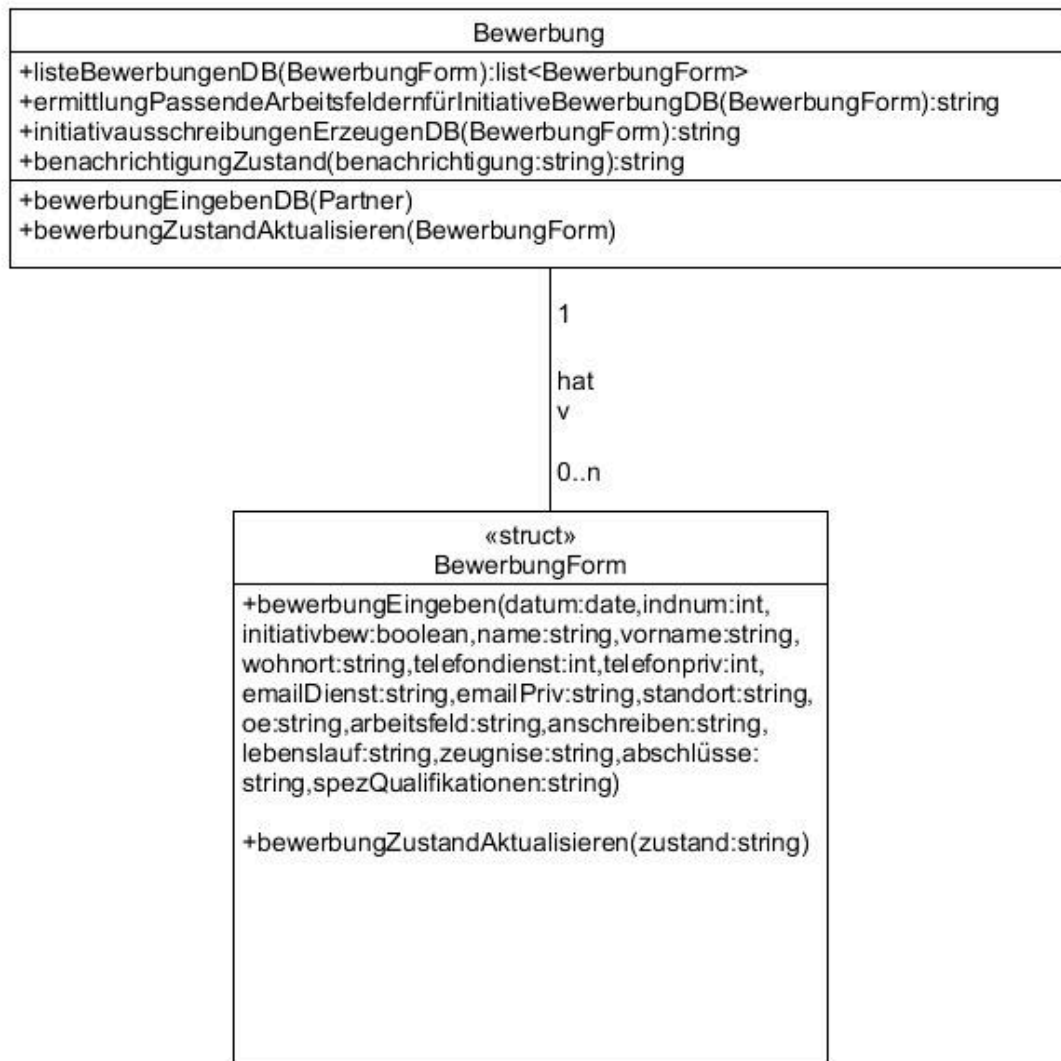 Bewerbung
+listeBewerbungenDB(BewerbungForm):list<BewerbungForm>
+ermittlungPassendeArbeitsfeldernfürInitiativeBewerbungDB(BewerbungForm):string
+initiativausschreibungenErzeugenDB(BewerbungForm):string
+benachrichtigungZustand(benachrichtigung:string):string
+bewerbungEingebenDB(Partner)
+bewerbungZustandAktualisieren(BewerbungForm)
1
hat
v
0..n
«struct»
BewerbungForm
+bewerbungEingeben(datum:date,indnum:int,
initiativbew:boolean,name:string,vorname:string,
wohnort:string,telefondienst:int,telefonpriv:int,
emailDienst:string,emailPriv:string,standort:string,
oe:string,arbeitsfeld:string,anschreiben:string,
lebenslauf:string,zeugnise:string,abschlüsse:
string,spezQualifikationen:string)
+bewerbungZustandAktualisieren(zustand:string)